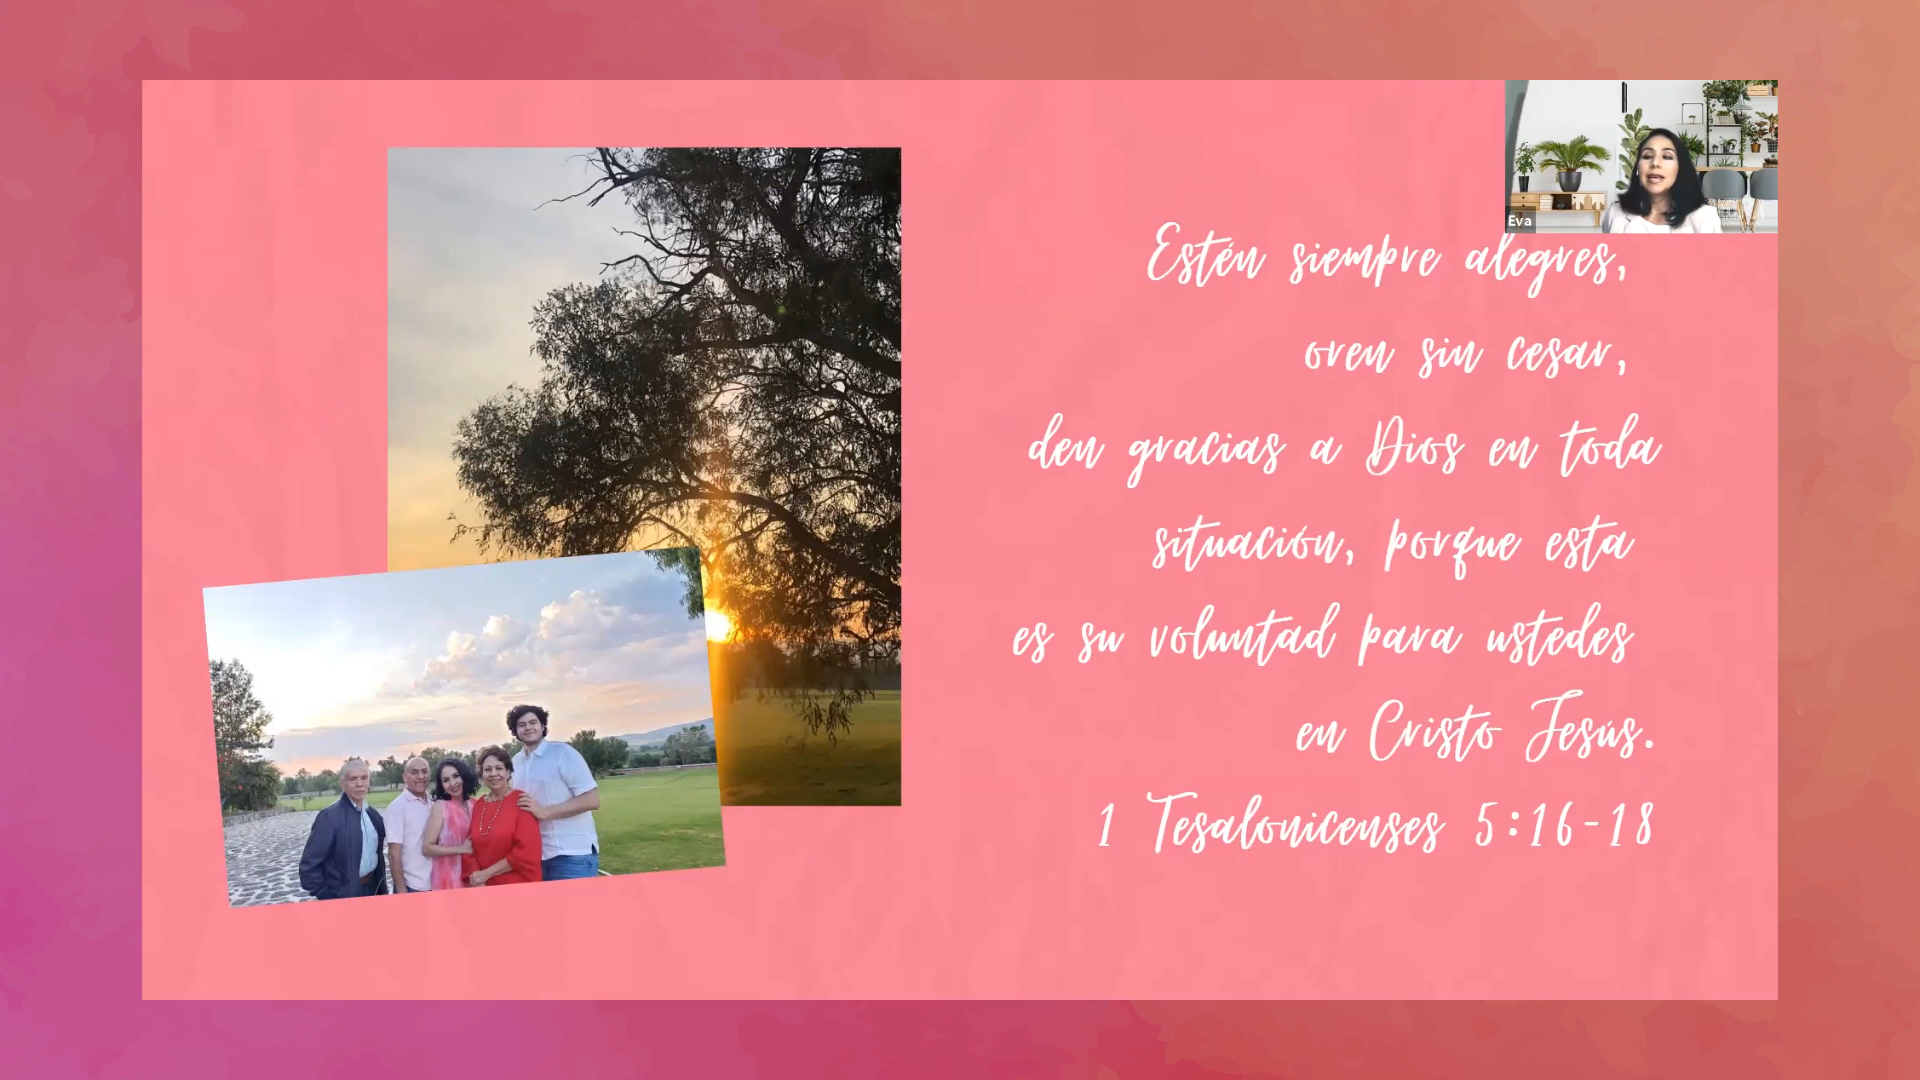 Eva
Estén siempre alegres,
oren sin cesar,
den gracias a Dios en toda
situación, porque esta
es su voluntad para ustedes
en Cristo Jesús.
1 Tesalonicenses 5:16-18